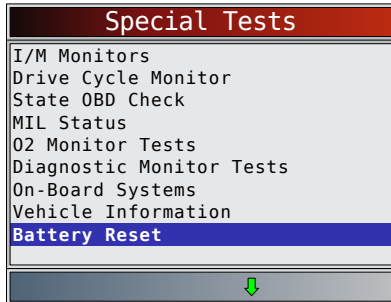 Special Tests
I/M Monitors
Drive Cycle Monitor
State OBD Check
MIL Status
O2 Monitor Tests
Diagnostic Monitor Tests
On-Board Systems
Vehicle Information
Battery Reset